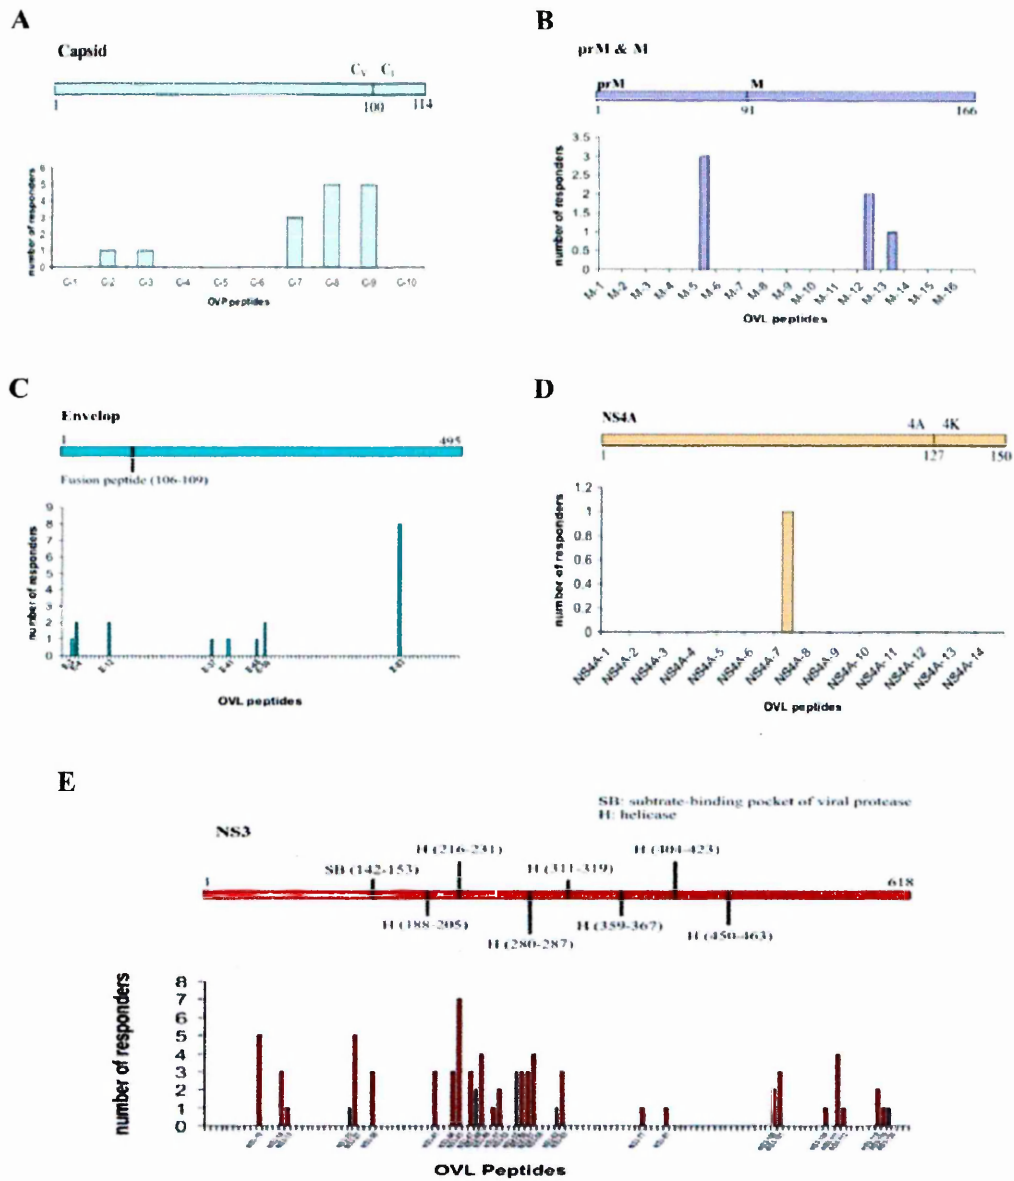 A
Capsid
1
100
114
number of responders
6
5
4
3
2
1
0
C-1 C-2 C-3 C-4 C-5 C-6 C-7 C-8 C-9 C-10
OVP peptides
B
prM & M
prM M
1 91 166
number of responders
3.5
3
2.5
2
1.5
1
0.5
0
M-1 M-2 M-3 M-4 M-5 M-6 M-7 M-8 M-9 M-10 M-11 M-12 M-13 M-14 M-15 M-16
OVL peptides
C
Envelop
1 495
Fusion peptide (106-109)
number of responders
9
8
7
6
5
4
3
2
1
0
OVL peptides
D
NS4A
4A 4K
1 127 150
number of responders
1.2
1
0.8
0.6
0.4
0.2
0
NS4A-1 NS4A-2 NS4A-3 NS4A-4 NS4A-5 NS4A-6 NS4A-7 NS4A-8 NS4A-9 NS4A-10 NS4A-11 NS4A-12 NS4A-13 NS4A-14
OVL peptides
E
SB: subtrate-binding pocket of viral protease
H: helicase
NS3
H (216-231) H (404-423)
SB (142-153) H (311-319)
1 618
H (188-205) H (359-367)
H (280-287) H (450-463)
number of responders
8
7
6
5
4
3
2
1
0
OVL Peptides